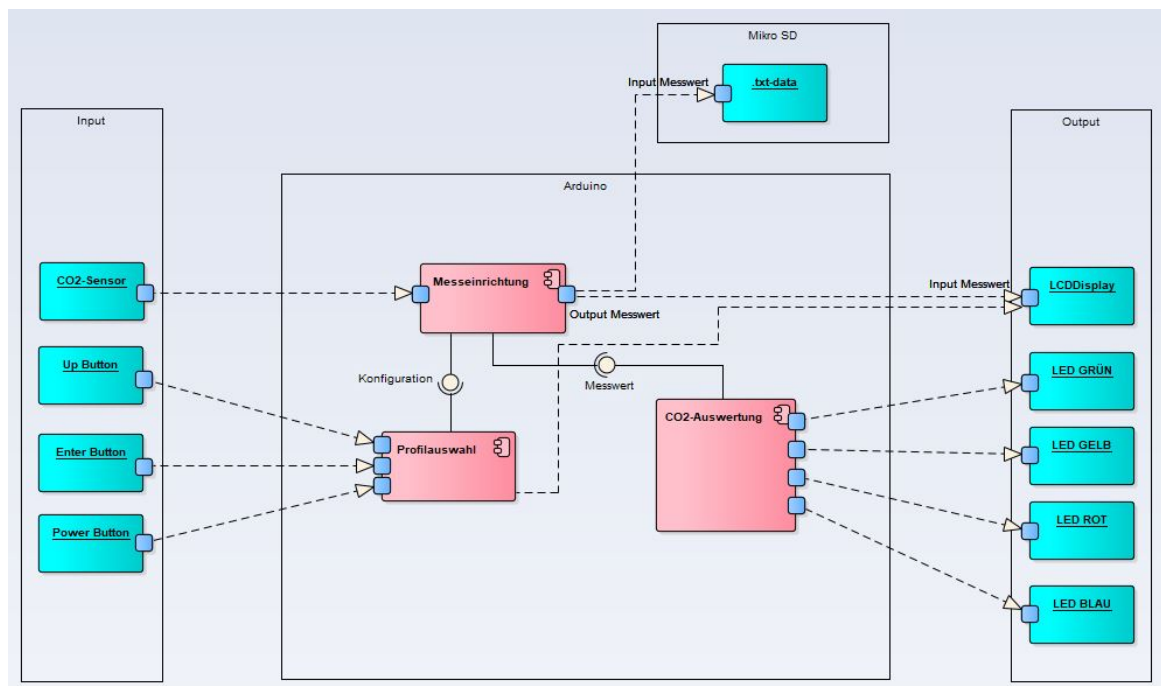 Mikro SD
Input Messwert
.txt-data
Input
Output
Arduino
CO2-Sensor
Messeinrichtung
Input Messwert
LCDDisplay
Output Messwert
Up Button
Konfiguration
Messwert
LED GRÜN
CO2-Auswertung
Enter Button
Profilauswahl
LED GELB
Power Button
LED ROT
LED BLAU